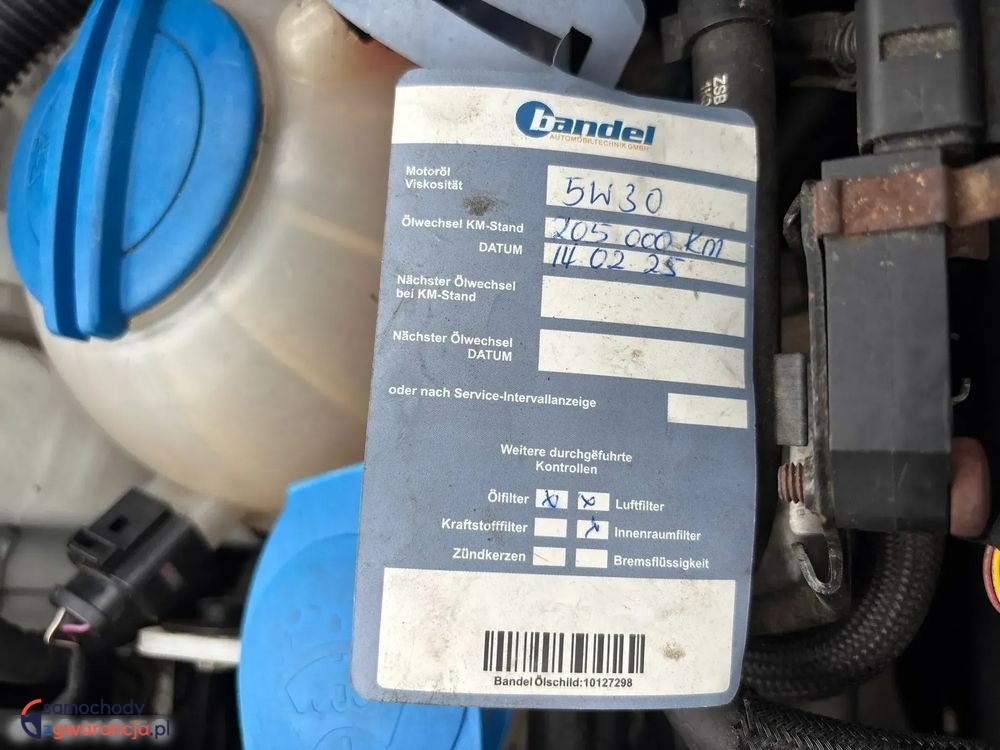 bandel
AUTOMOBILTECHNIK GMBH
Motoröl
Viskosität
5W30
Ölwechsel KM-Stand
205 000 KM
DATUM
14 02 25
Nächster Ölwechsel
bei KM-Stand
Nächster Ölwechsel
DATUM
oder nach Service-Intervallanzeige
Weitere durchgeführte
Kontrollen
Ölfilter x x Luftfilter
Kraftstofffilter x Innenraumfilter
Zündkerzen Bremsflüssigkeit
Bandel Ölschild:10127298
ZSB
samochody
zgwarancja.pl